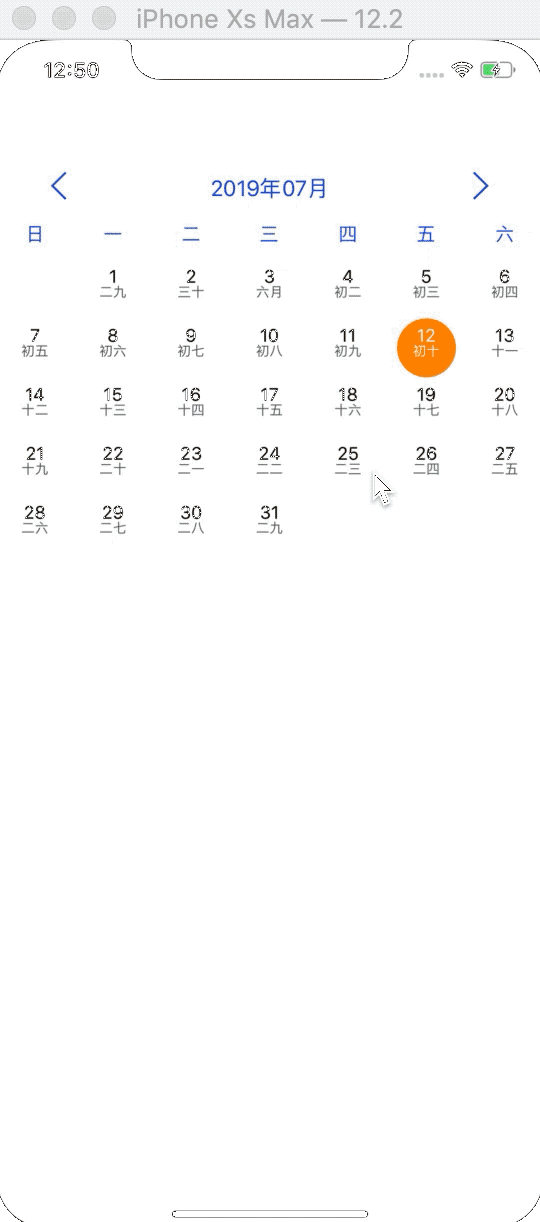 iPhone Xs Max — 12.2
12:50
2019年07月
日 一 二 三 四 五 六
1 2 3 4 5 6
二九 三十 六月 初二 初三 初四
7 8 9 10 11 12 13
初五 初六 初七 初八 初九 初十 十一
14 15 16 17 18 19 20
十二 十三 十四 十五 十六 十七 十八
21 22 23 24 25 26 27
十九 二十 二一 二二 二三 二四 二五
28 29 30 31
二六 二七 二八 二九